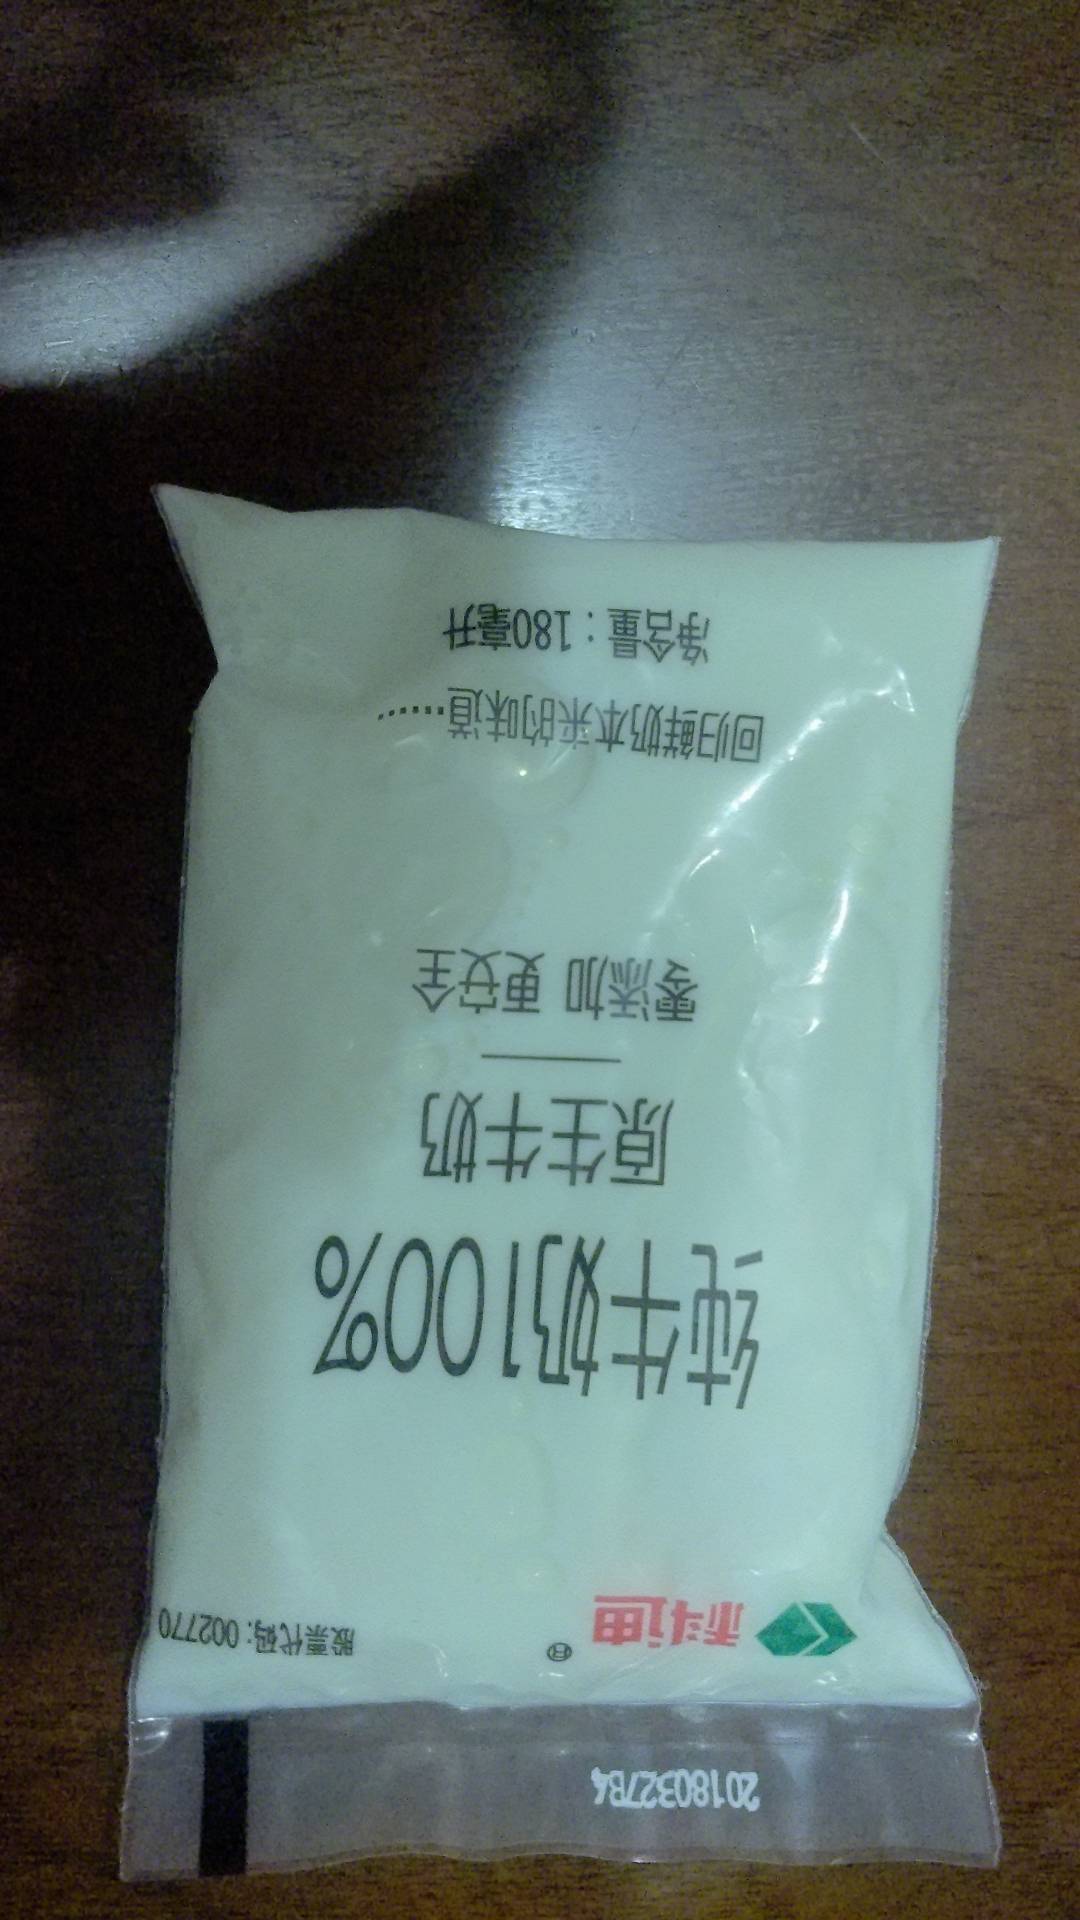 20180327B4
科迪®
股票代码: 002770
纯牛奶100%
原生牛奶
零添加 更安全
回归鲜奶本来的味道......
净含量：180毫升